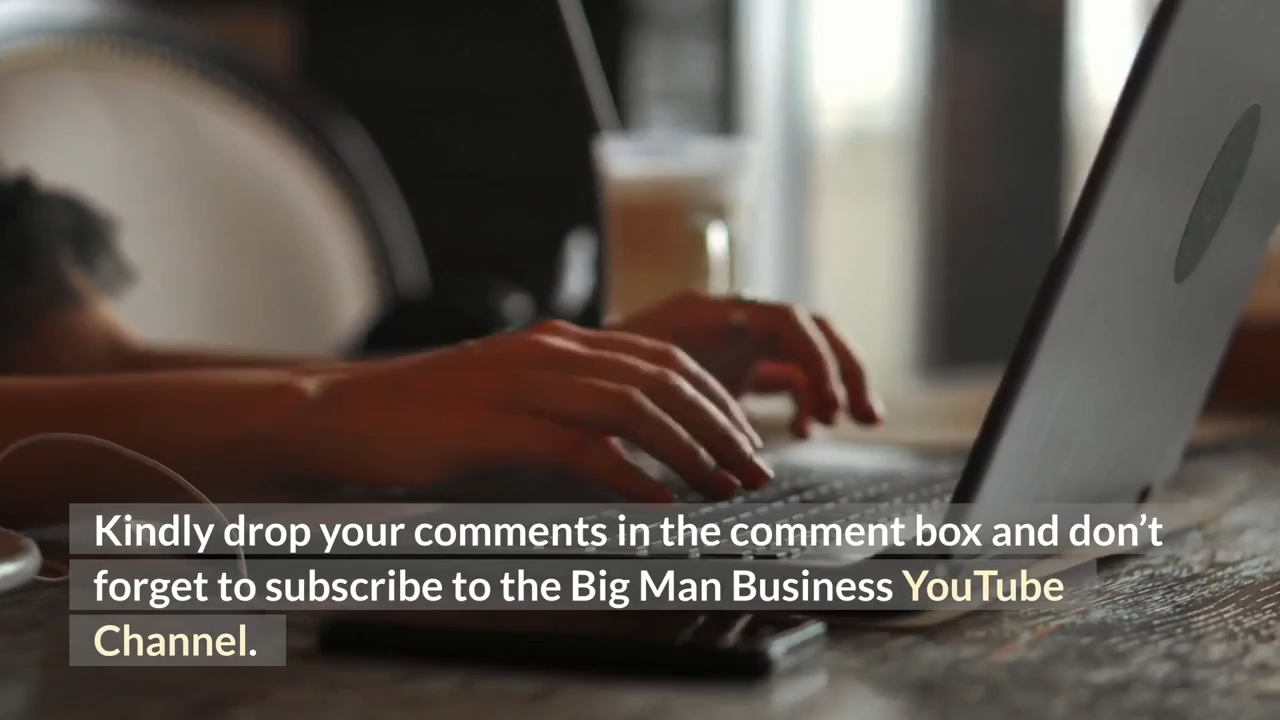 Kindly drop your comments in the comment box and don’t
forget to subscribe to the Big Man Business YouTube
Channel.